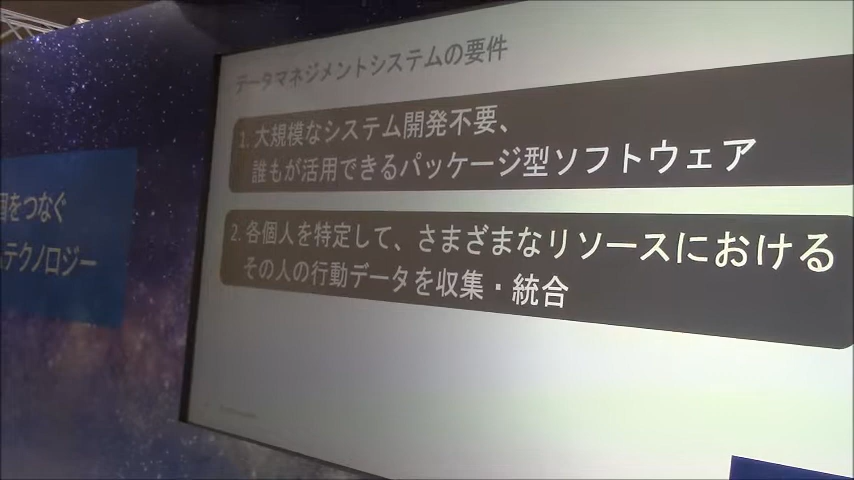 データマネジメントシステムの要件
1. 大規模なシステム開発不要、
誰もが活用できるパッケージ型ソフトウェア
2. 各個人を特定して、さまざまなリソースにおける
その人の行動データを収集・統合
をつなぐ
テクノロジー